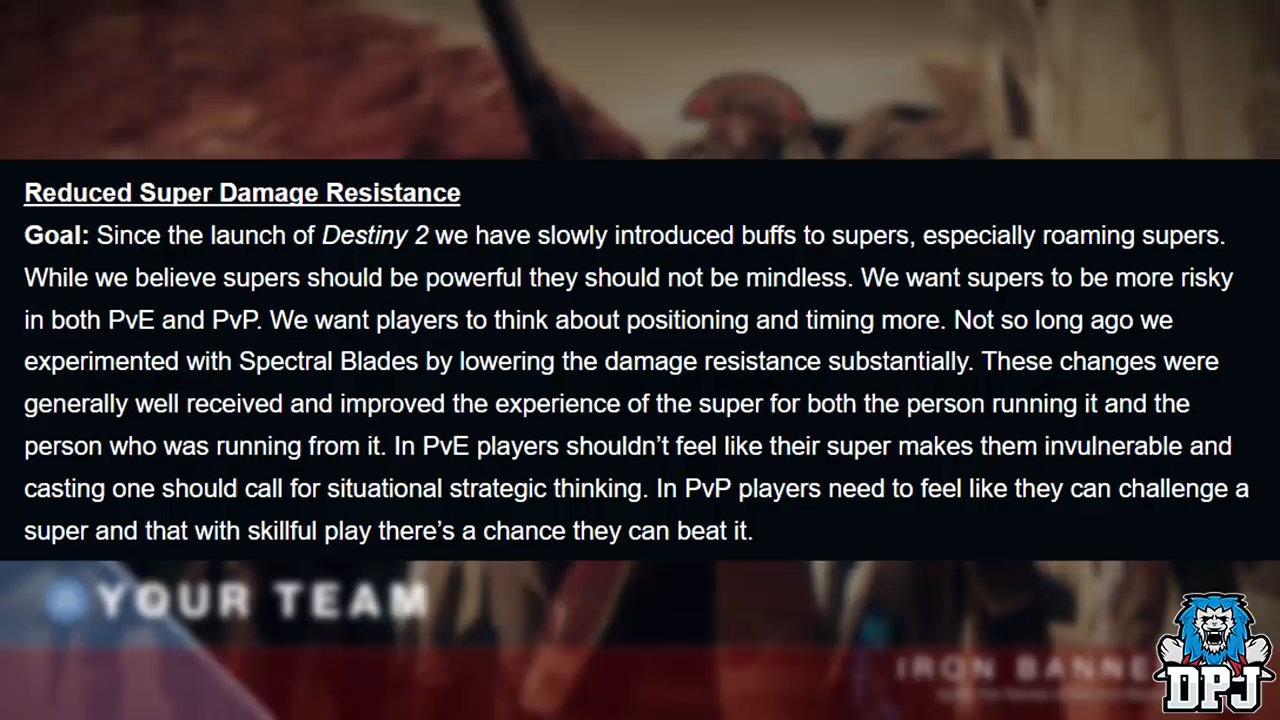 Reduced Super Damage Resistance
Goal: Since the launch of Destiny 2 we have slowly introduced buffs to supers, especially roaming supers.
While we believe supers should be powerful they should not be mindless. We want supers to be more risky
in both PvE and PvP. We want players to think about positioning and timing more. Not so long ago we
experimented with Spectral Blades by lowering the damage resistance substantially. These changes were
generally well received and improved the experience of the super for both the person running it and the
person who was running from it. In PvE players shouldn’t feel like their super makes them invulnerable and
casting one should call for situational strategic thinking. In PvP players need to feel like they can challenge a
super and that with skillful play there’s a chance they can beat it.
YOUR TEAM
IRON BANNE
DPJ